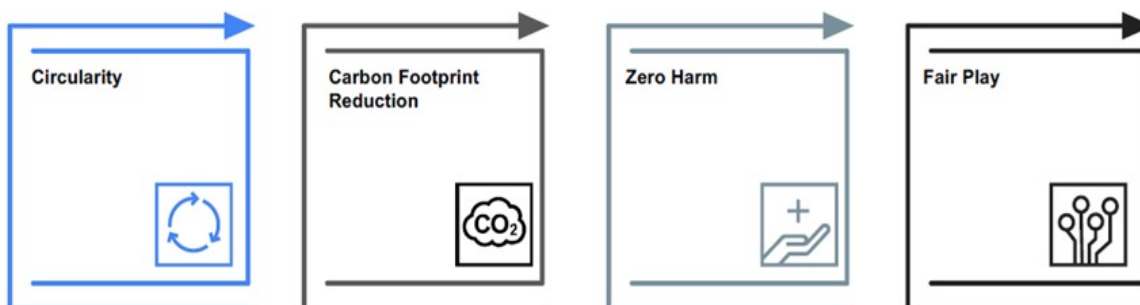 Circularity
Carbon Footprint
Reduction
CO₂
Zero Harm
Fair Play